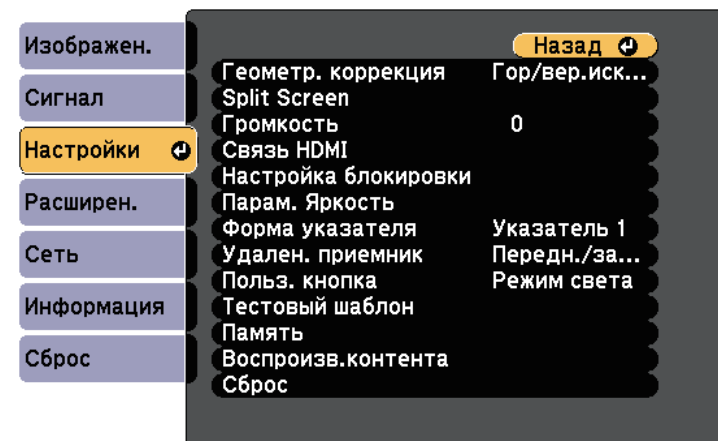 Изображен.
Сигнал
Настройки
Расширен.
Сеть
Информация
Сброс
Назад
Геометр. коррекция Гор/вер.иск...
Split Screen
Громкость 0
Связь HDMI
Настройка блокировки
Парам. Яркость
Форма указателя Указатель 1
Удален. приемник Передн./за...
Польз. кнопка Режим света
Тестовый шаблон
Память
Воспроизв.контента
Сброс